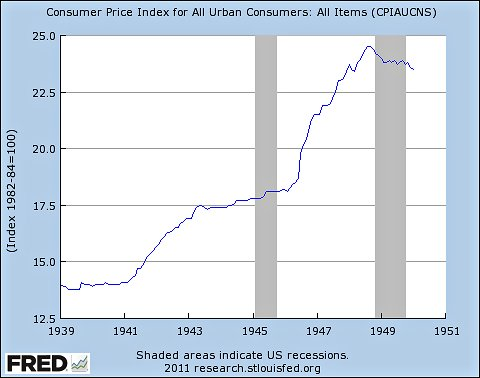 Consumer Price Index for All Urban Consumers: All Items (CPIAUCNS)
25.0
22.5
20.0
17.5
15.0
12.5
(Index 1982-84=100)
1939 1941 1943 1945 1947 1949 1951
FRED
Shaded areas indicate US recessions.
2011 research.stlouisfed.org